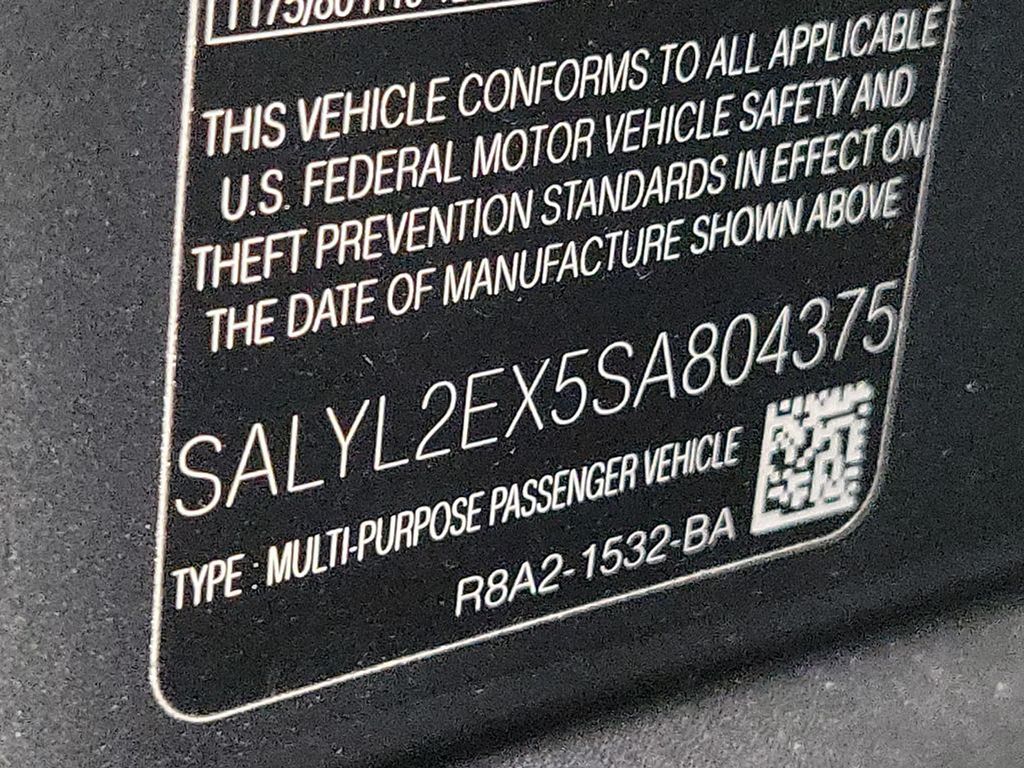 THIS VEHICLE CONFORMS TO ALL APPLICABLE
U.S. FEDERAL MOTOR VEHICLE SAFETY AND
THEFT PREVENTION STANDARDS IN EFFECT ON
THE DATE OF MANUFACTURE SHOWN ABOVE
SALYL2EX5SA804375
TYPE : MULTI-PURPOSE PASSENGER VEHICLE
R8A2-1532-BA